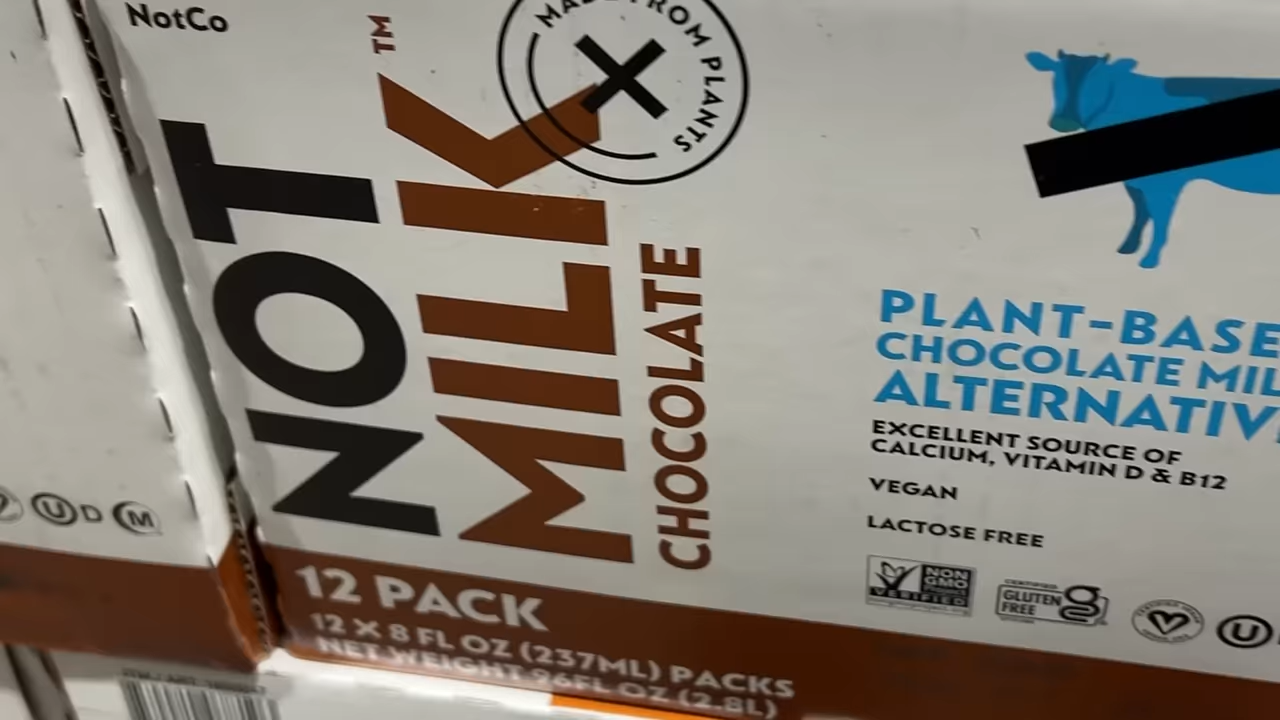 NotCo
NOT
MILK™
CHOCOLATE
MADE FROM PLANTS
PLANT-BASE
CHOCOLATE MIL
ALTERNATIV
EXCELLENT SOURCE OF
CALCIUM, VITAMIN D & B12
VEGAN
LACTOSE FREE
NON
GMO
VERIFIED
CERTIFIED
GLUTEN
FREE
U
U D M
12 PACK
12 X 8 FL OZ (237ML) PACKS
NET WEIGHT 96FL OZ (2.8L)